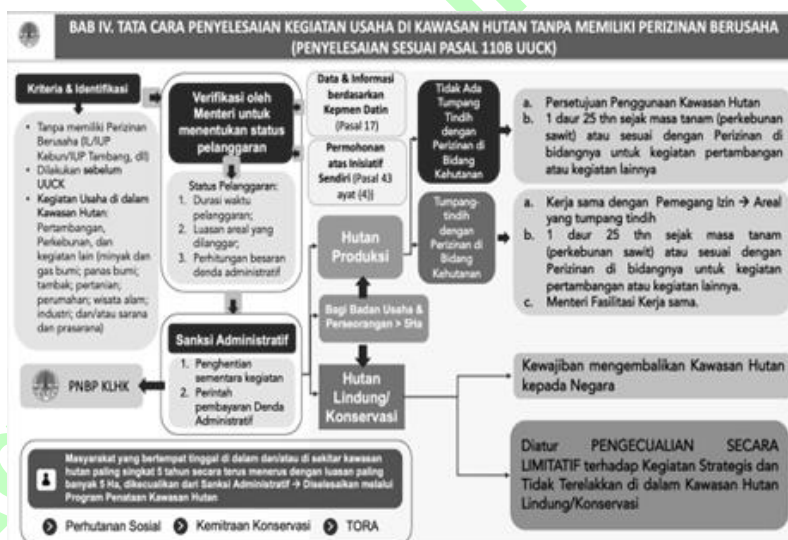 BAB IV. TATA CARA PENYELESAIAN KEGIATAN USAHA DI KAWASAN HUTAN TANPA MEMILIKI PERIZINAN BERUSAHA
(PENYELESAIAN SESUAI PASAL 110B UUCK)
Kriteria & Identifikasi
• Tanpa memiliki Perizinan
Berusaha (IL/IUP
Kebun/IUP Tambang, dll)
• Dilakukan sebelum
UUCK
• Kegiatan Usaha di dalam
Kawasan Hutan:
Pertambangan,
Perkebunan, dan
kegiatan lain (minyak dan
gas bumi; panas bumi;
tambak; pertanian;
perumahan; wisata alam;
industri; dan/atau sarana
dan prasarana)
Verifikasi oleh
Menteri untuk
menentukan status
pelanggaran
Status Pelanggaran:
1. Durasi waktu
pelanggaran;
2. Luasan areal yang
dilanggar;
3. Perhitungan besaran
denda administratif
Sanksi Administratif
1. Penghentian
sementara kegiatan
2. Perintah
pembayaran Denda
Administratif
PNBP KLHK
Data & Informasi
berdasarkan
Kepmen Datin
(Pasal 17)
Permohonan
atas Inisiatif
Sendiri (Pasal 43
ayat (4))
Hutan
Produksi
Bagi Badan Usaha &
Perseorangan > 5Ha
Hutan
Lindung/
Konservasi
Tidak Ada
Tumpang
Tindih
dengan
Perizinan di
Bidang
Kehutanan
a. Persetujuan Penggunaan Kawasan Hutan
b. 1 daur 25 thn sejak masa tanam (perkebunan
sawit) atau sesuai dengan Perizinan di
bidangnya untuk kegiatan pertambangan
atau kegiatan lainnya
Tumpang-
tindih
dengan
Perizinan di
Bidang
Kehutanan
a. Kerja sama dengan Pemegang Izin → Areal
yang tumpang tindih
b. 1 daur 25 thn sejak masa tanam
(perkebunan sawit) atau sesuai dengan
Perizinan di bidangnya untuk kegiatan
pertambangan atau kegiatan lainnya.
c. Menteri Fasilitasi Kerja sama.
Kewajiban mengembalikan Kawasan Hutan
kepada Negara
Diatur PENGECUALIAN SECARA
LIMITATIF terhadap Kegiatan Strategis dan
Tidak Terelakkan di dalam Kawasan Hutan
Lindung/Konservasi
Masyarakat yang bertempat tinggal di dalam dan/atau di sekitar kawasan
hutan paling singkat 5 tahun secara terus menerus dengan luasan paling
banyak 5 Ha, dikecualikan dari Sanksi Administratif → Diselesaikan melalui
Program Penataan Kawasan Hutan
Perhutanan Sosial
Kemitraan Konservasi
TORA